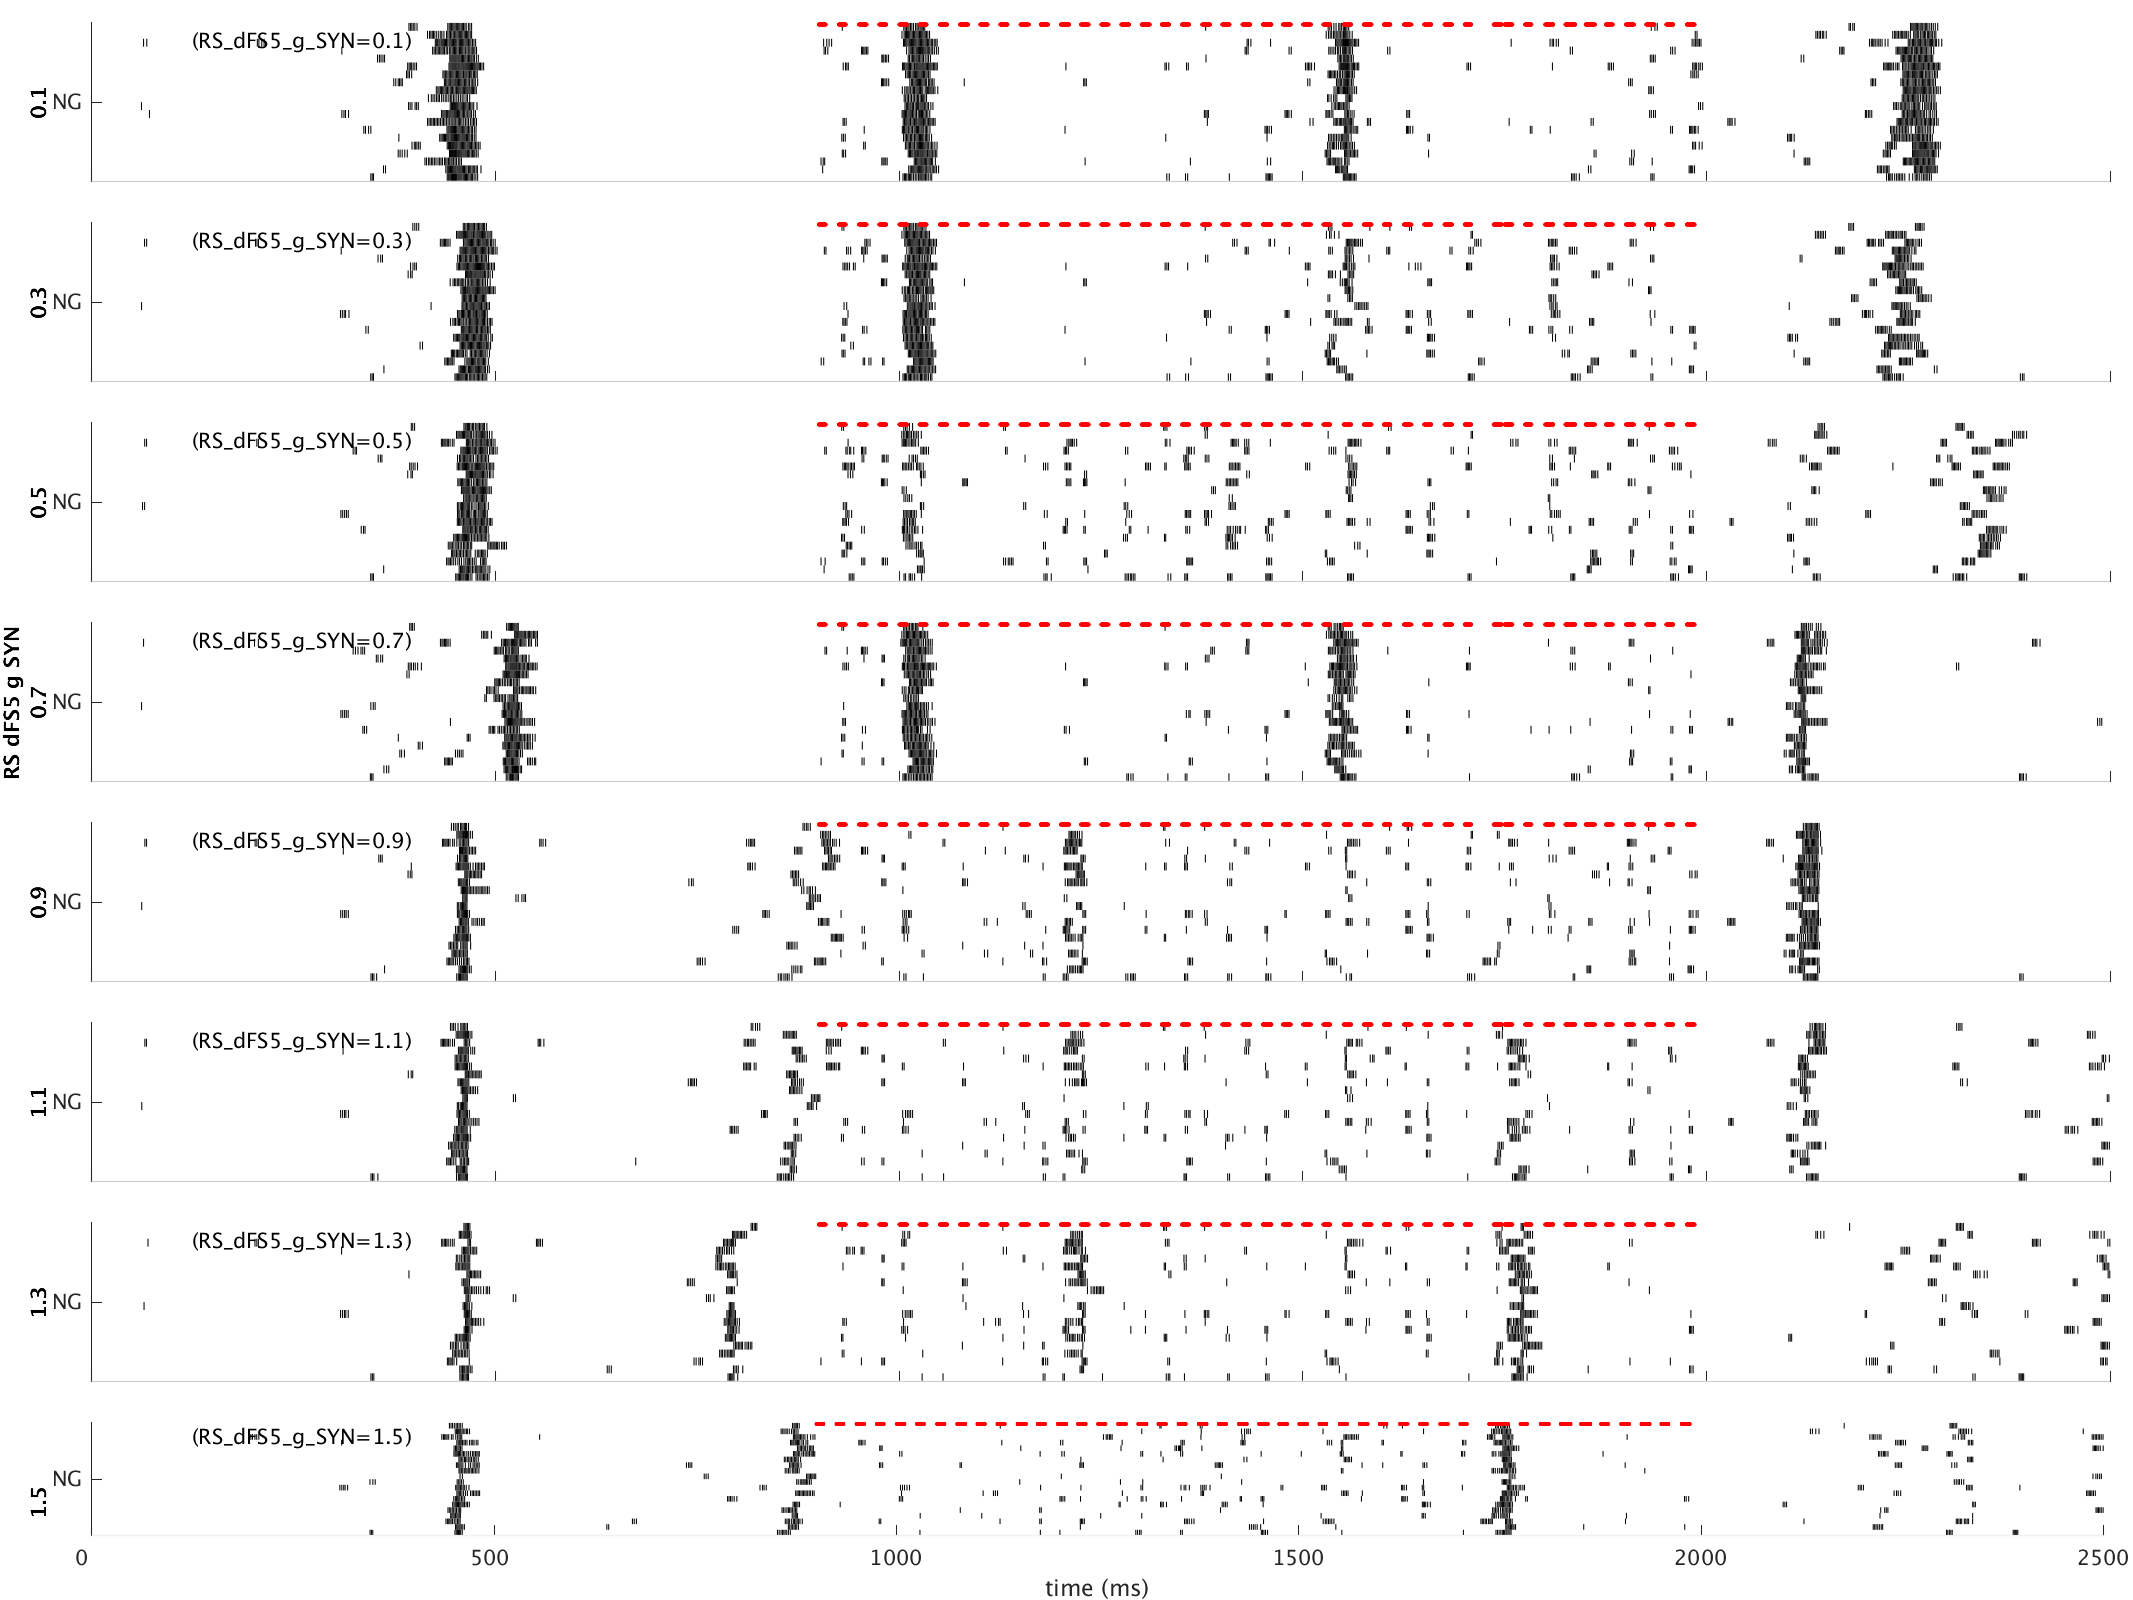 RS dFS5 g SYN
0.1 NG (RS_dFS5_g_SYN=0.1)
0.3 NG (RS_dFS5_g_SYN=0.3)
0.5 NG (RS_dFS5_g_SYN=0.5)
0.7 NG (RS_dFS5_g_SYN=0.7)
0.9 NG (RS_dFS5_g_SYN=0.9)
1.1 NG (RS_dFS5_g_SYN=1.1)
1.3 NG (RS_dFS5_g_SYN=1.3)
1.5 NG (RS_dFS5_g_SYN=1.5)
0 500 1000 1500 2000 2500
time (ms)